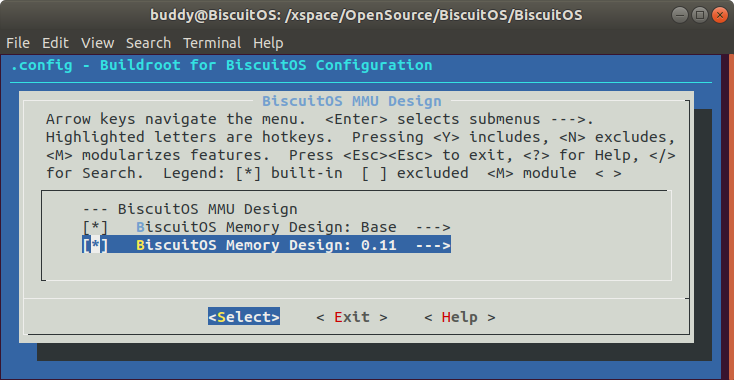 buddy@BiscuitOS: /xspace/OpenSource/BiscuitOS/BiscuitOS
File Edit View Search Terminal Help
.config - Buildroot for BiscuitOS Configuration
BiscuitOS MMU Design
Arrow keys navigate the menu.  <Enter> selects submenus --->.
Highlighted letters are hotkeys.  Pressing <Y> includes, <N> excludes,
<M> modularizes features.  Press <Esc><Esc> to exit, <?> for Help, </>
for Search.  Legend: [*] built-in  [ ] excluded  <M> module  < >
--- BiscuitOS MMU Design
[*]   BiscuitOS Memory Design: Base  --->
[*]   BiscuitOS Memory Design: 0.11  --->
<Select>    < Exit >    < Help >